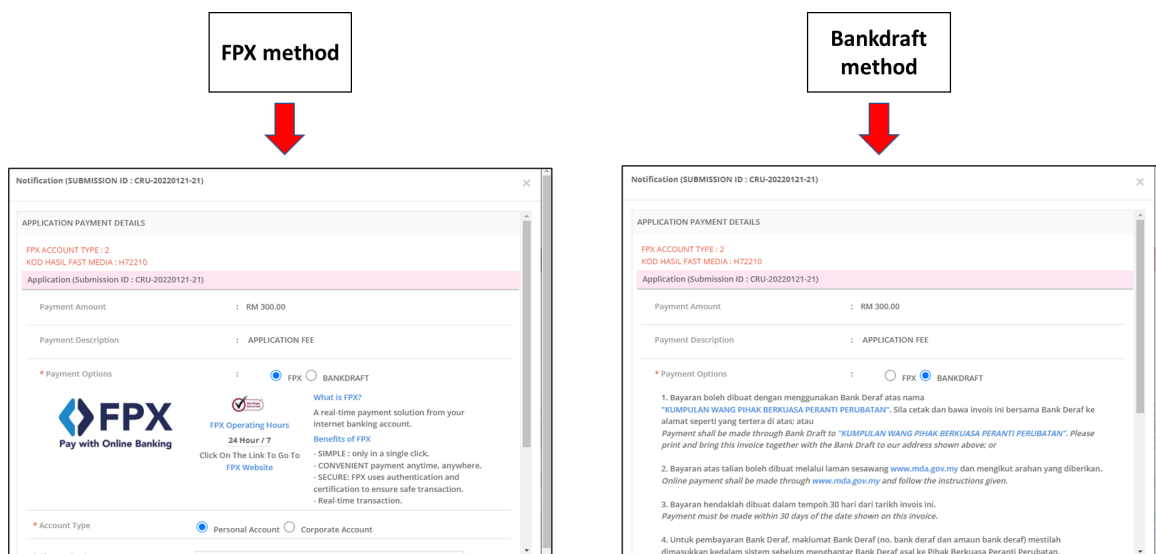 FPX method
Notification (SUBMISSION ID : CRU-20220121-21)
×
APPLICATION PAYMENT DETAILS
FPX ACCOUNT TYPE : 2
KOD HASIL FAST MEDIA : H72210
Application (Submission ID : CRU-20220121-21)
Payment Amount : RM 300.00
Payment Description : APPLICATION FEE
* Payment Options : FPX BANKDRAFT
FPX
Pay with Online Banking
FPX Operating Hours
24 Hour / 7
Click On The Link To Go To
FPX Website
What is FPX?
A real-time payment solution from your
internet banking account.
Benefits of FPX
- SIMPLE : only in a single click.
- CONVENIENT payment anytime, anywhere.
- SECURE: FPX uses authentication and
certification to ensure safe transaction.
- Real-time transaction.
* Account Type Personal Account Corporate Account
Bankdraft
method
Notification (SUBMISSION ID : CRU-20220121-21)
×
APPLICATION PAYMENT DETAILS
FPX ACCOUNT TYPE : 2
KOD HASIL FAST MEDIA : H72210
Application (Submission ID : CRU-20220121-21)
Payment Amount : RM 300.00
Payment Description : APPLICATION FEE
* Payment Options : FPX BANKDRAFT
1. Bayaran boleh dibuat dengan menggunakan Bank Deraf atas nama
"KUMPULAN WANG PIHAK BERKUASA PERANTI PERUBATAN". Sila cetak dan bawa invois ini bersama Bank Deraf ke
alamat seperti yang tertera di atas; atau
Payment shall be made through Bank Draft to "KUMPULAN WANG PIHAK BERKUASA PERANTI PERUBATAN". Please
print and bring this invoice together with the Bank Draft to our address shown above; or
2. Bayaran atas talian boleh dibuat melalui laman sesawang www.mda.gov.my dan mengikut arahan yang diberikan.
Online payment shall be made through www.mda.gov.my and follow the instructions given.
3. Bayaran hendaklah dibuat dalam tempoh 30 hari dari tarikh invois ini.
Payment must be made within 30 days of the date shown on this invoice.
4. Untuk pembayaran Bank Deraf, maklumat Bank Deraf (no. bank deraf dan amaun bank deraf) mestilah
dimasukkan kedalam sistem sebelum menghantar Bank Deraf asal ke Pihak Berkuasa Peranti Perubatan.